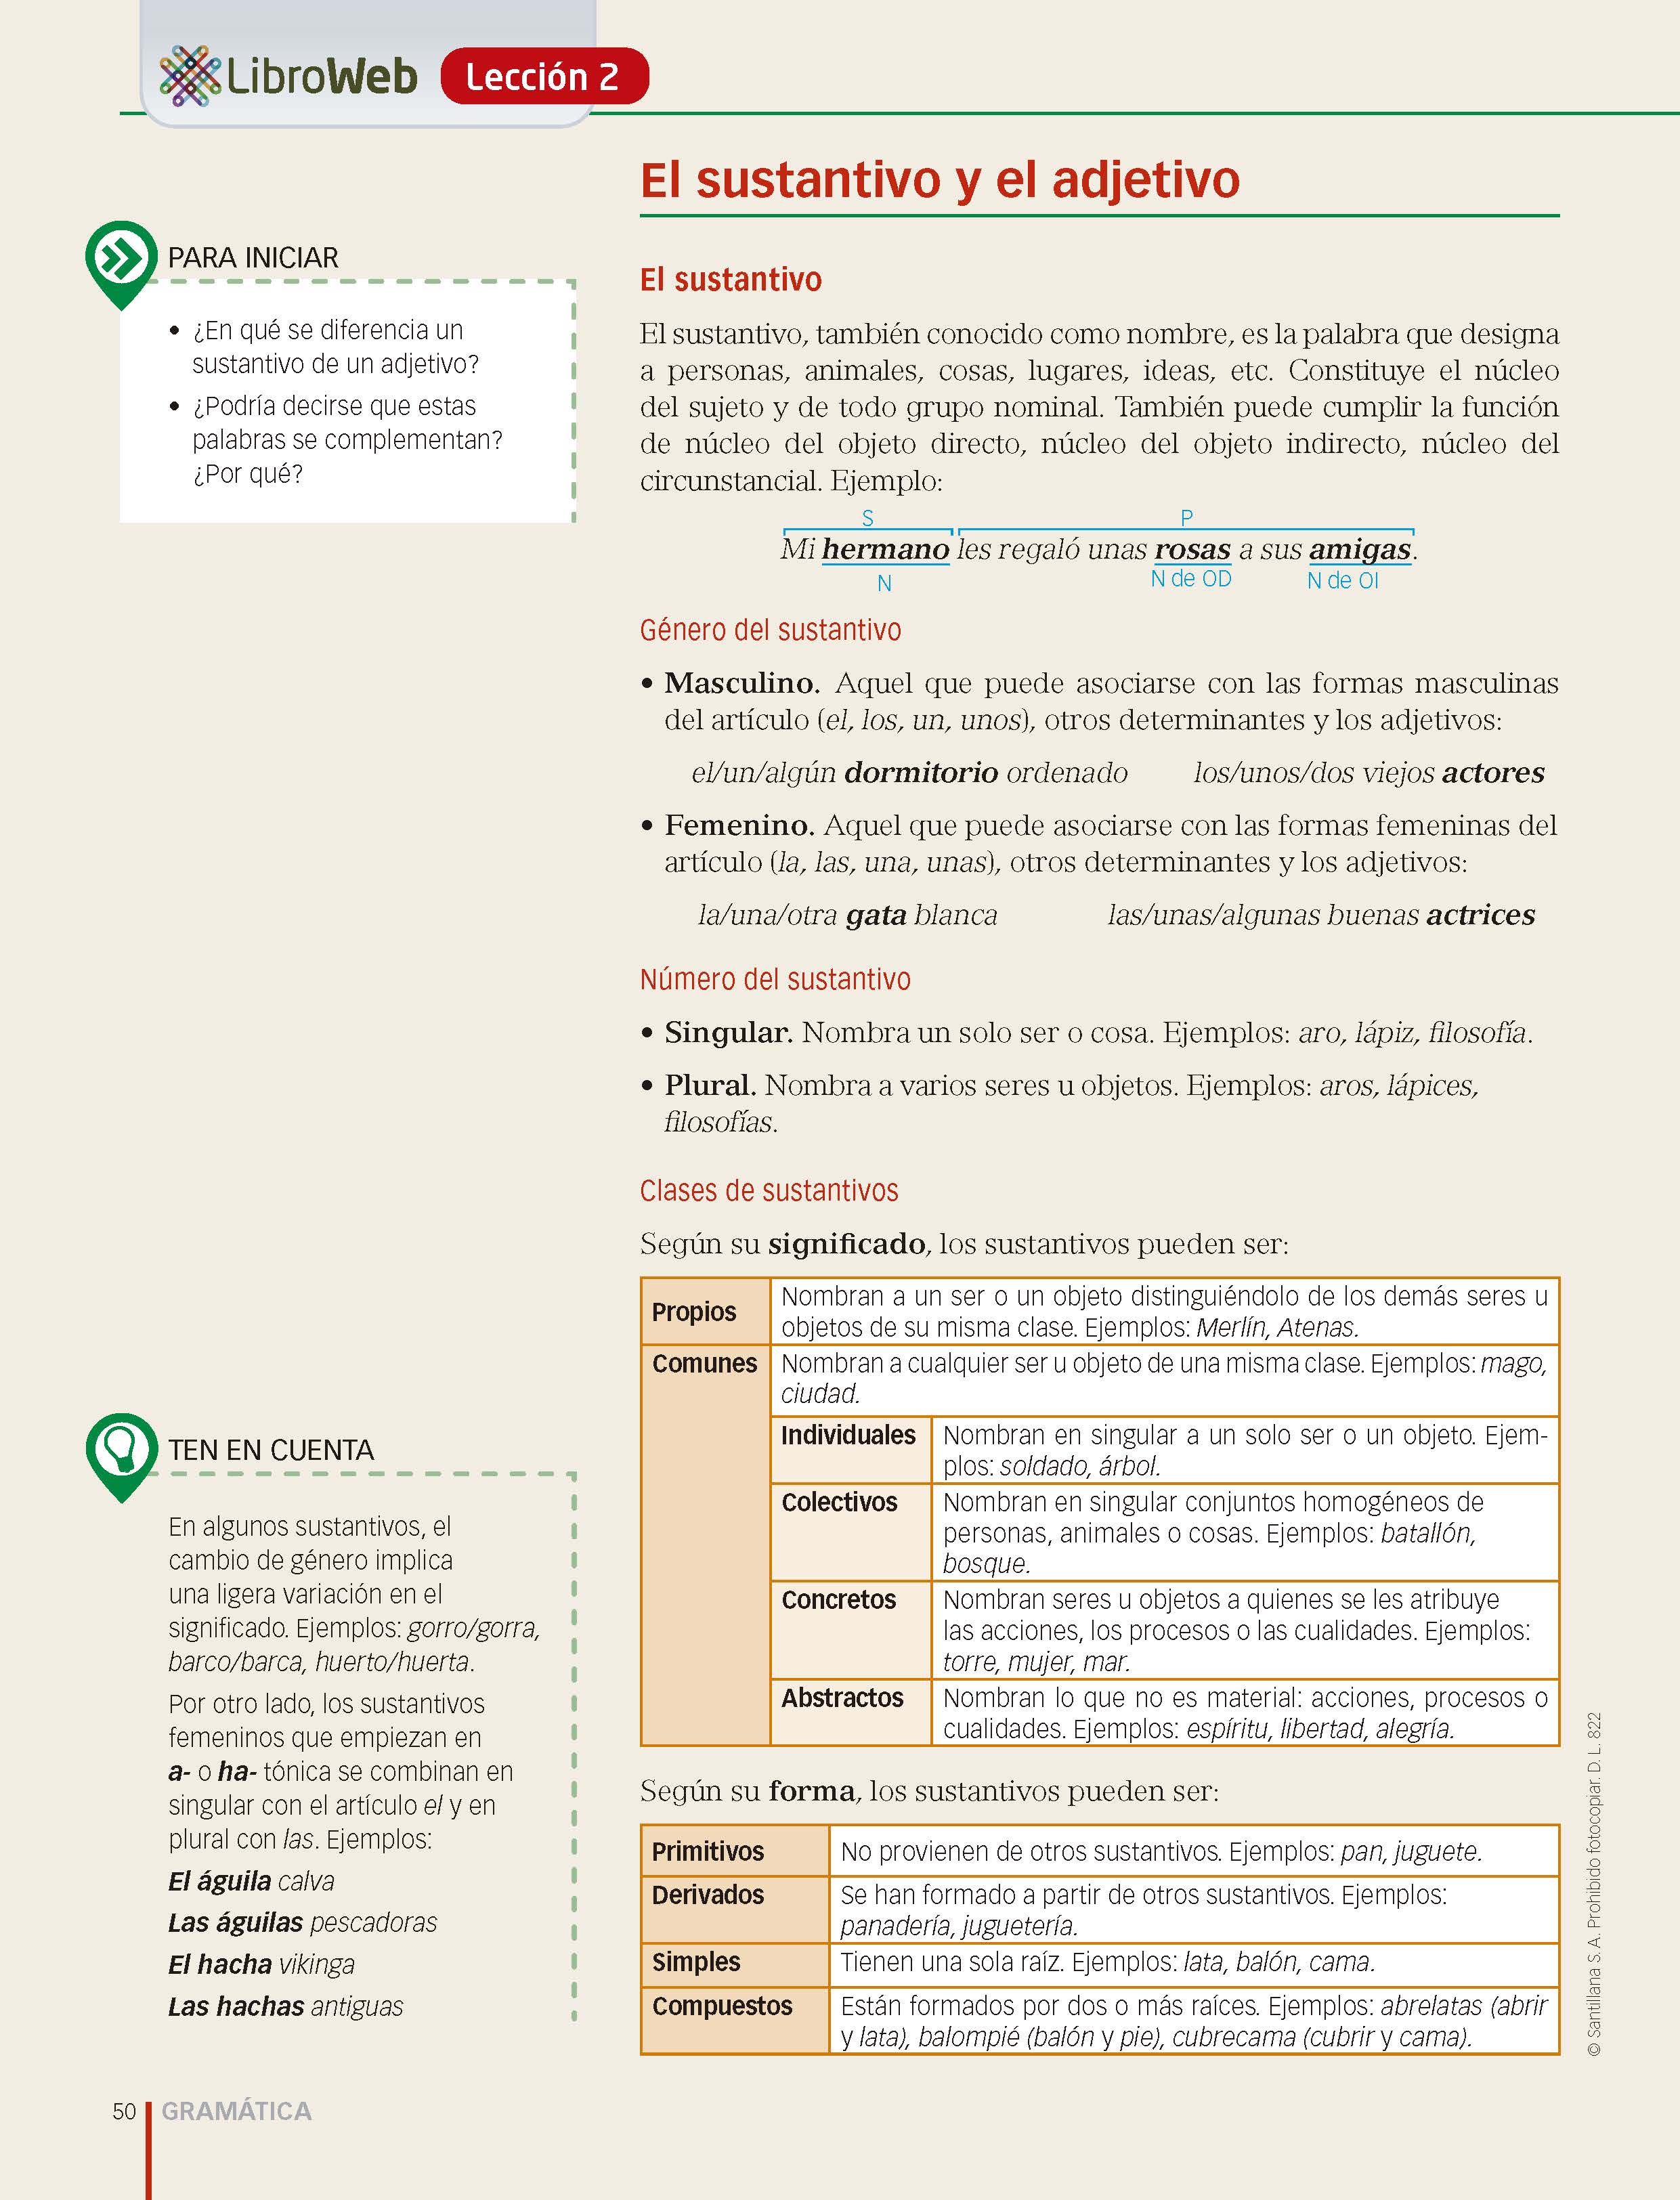 LibroWeb Lección 2
El sustantivo y el adjetivo
PARA INICIAR
• ¿En qué se diferencia un
sustantivo de un adjetivo?
• ¿Podría decirse que estas
palabras se complementan?
¿Por qué?
El sustantivo
El sustantivo, también conocido como nombre, es la palabra que designa
a personas, animales, cosas, lugares, ideas, etc. Constituye el núcleo
del sujeto y de todo grupo nominal. También puede cumplir la función
de núcleo del objeto directo, núcleo del objeto indirecto, núcleo del
circunstancial. Ejemplo:
S P
Mi hermano les regaló unas rosas a sus amigas.
N N de OD N de OI
Género del sustantivo
• Masculino. Aquel que puede asociarse con las formas masculinas
del artículo (el, los, un, unos), otros determinantes y los adjetivos:
el/un/algún dormitorio ordenado los/unos/dos viejos actores
• Femenino. Aquel que puede asociarse con las formas femeninas del
artículo (la, las, una, unas), otros determinantes y los adjetivos:
la/una/otra gata blanca las/unas/algunas buenas actrices
Número del sustantivo
• Singular. Nombra un solo ser o cosa. Ejemplos: aro, lápiz, filosofía.
• Plural. Nombra a varios seres u objetos. Ejemplos: aros, lápices,
filosofías.
Clases de sustantivos
Según su significado, los sustantivos pueden ser:
Propios
Nombran a un ser o un objeto distinguiéndolo de los demás seres u
objetos de su misma clase. Ejemplos: Merlín, Atenas.
Comunes
Nombran a cualquier ser u objeto de una misma clase. Ejemplos: mago,
ciudad.
Individuales
Nombran en singular a un solo ser o un objeto. Ejem-
plos: soldado, árbol.
Colectivos
Nombran en singular conjuntos homogéneos de
personas, animales o cosas. Ejemplos: batallón,
bosque.
Concretos
Nombran seres u objetos a quienes se les atribuye
las acciones, los procesos o las cualidades. Ejemplos:
torre, mujer, mar.
Abstractos
Nombran lo que no es material: acciones, procesos o
cualidades. Ejemplos: espíritu, libertad, alegría.
Según su forma, los sustantivos pueden ser:
Primitivos
No provienen de otros sustantivos. Ejemplos: pan, juguete.
Derivados
Se han formado a partir de otros sustantivos. Ejemplos:
panadería, juguetería.
Simples
Tienen una sola raíz. Ejemplos: lata, balón, cama.
Compuestos
Están formados por dos o más raíces. Ejemplos: abrelatas (abrir
y lata), balompié (balón y pie), cubrecama (cubrir y cama).
TEN EN CUENTA
En algunos sustantivos, el
cambio de género implica
una ligera variación en el
significado. Ejemplos: gorro/gorra,
barco/barca, huerto/huerta.
Por otro lado, los sustantivos
femeninos que empiezan en
a- o ha- tónica se combinan en
singular con el artículo el y en
plural con las. Ejemplos:
El águila calva
Las águilas pescadoras
El hacha vikinga
Las hachas antiguas
© Santillana S. A. Prohibido fotocopiar. D. L. 822
50 GRAMÁTICA